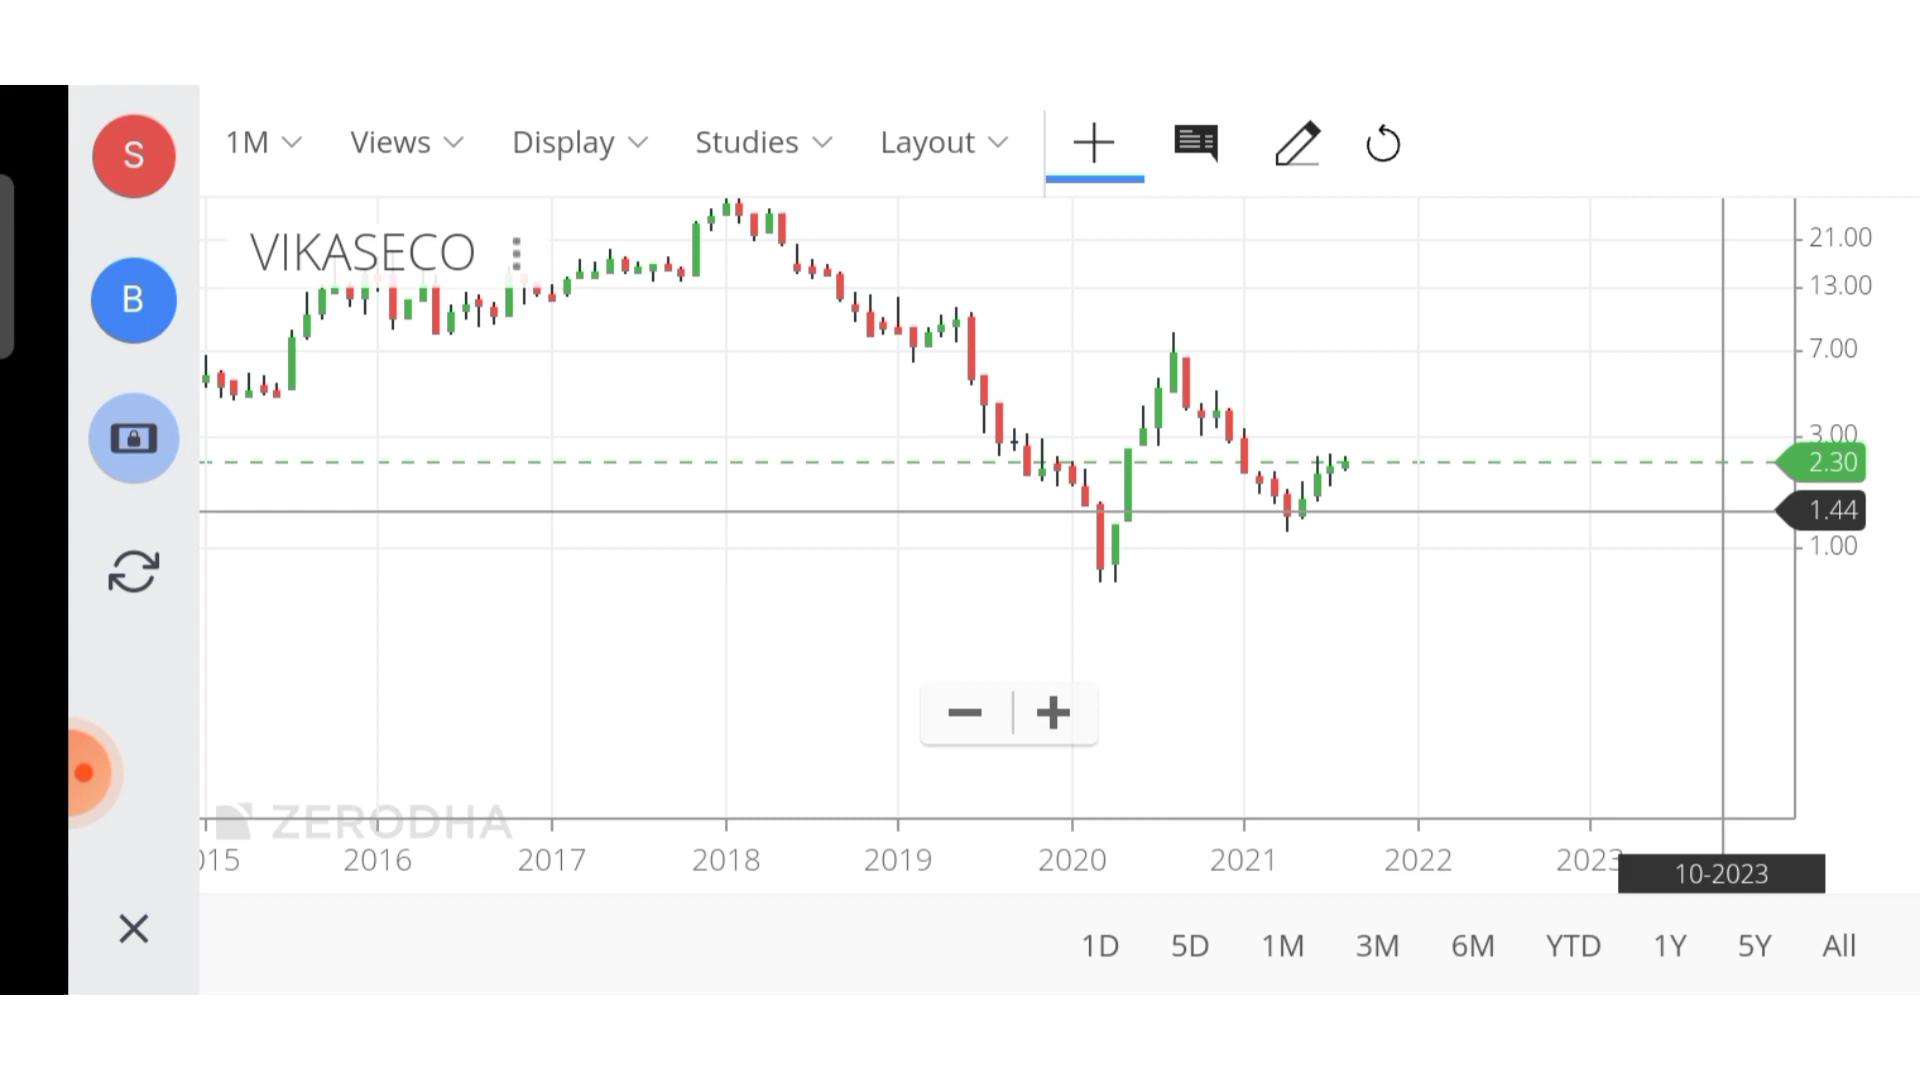 S
1M Views Display Studies Layout
VIKASECO
21.00
13.00
B
7.00
3.00
2.30
1.44
1.00
ZERODHA
015 2016 2017 2018 2019 2020 2021 2022 2023
10-2023
1D 5D 1M 3M 6M YTD 1Y 5Y All